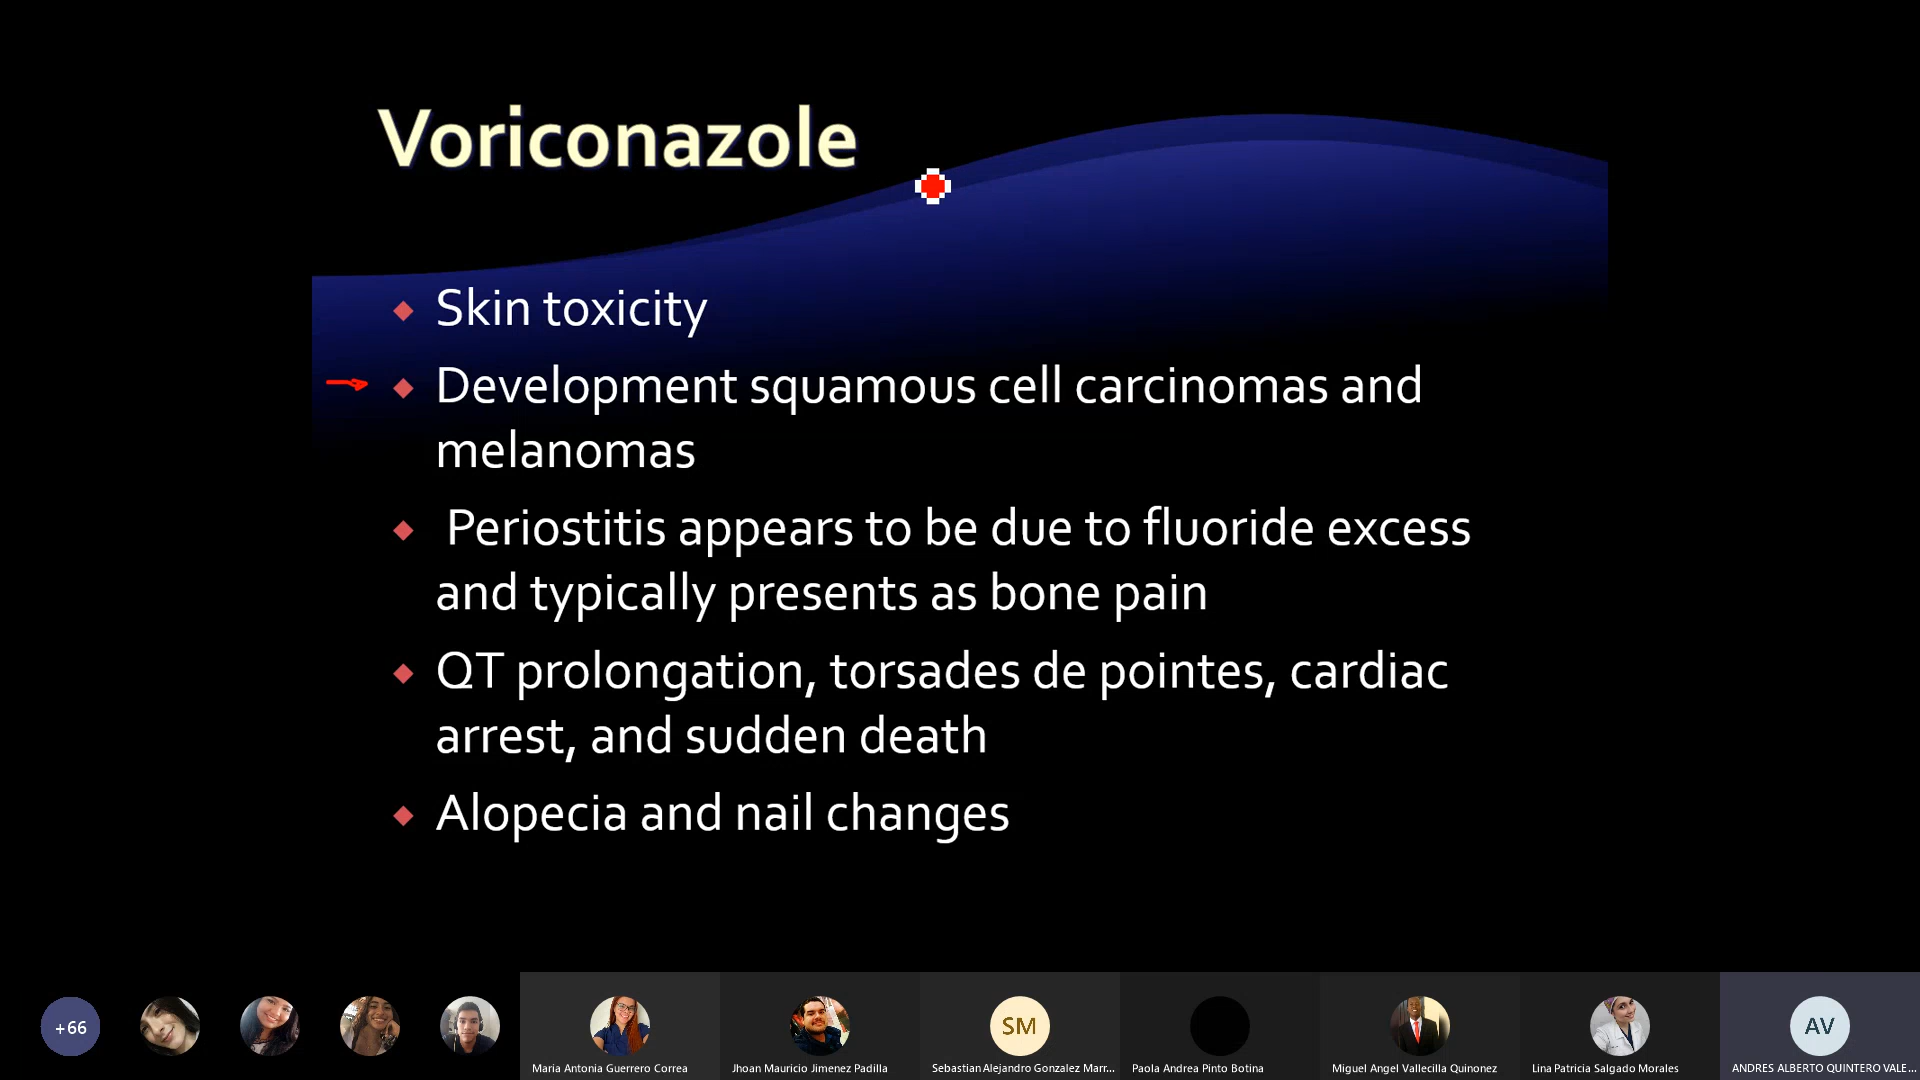 Voriconazole
Skin toxicity
Development squamous cell carcinomas and
melanomas
Periostitis appears to be due to fluoride excess
and typically presents as bone pain
QT prolongation, torsades de pointes, cardiac
arrest, and sudden death
Alopecia and nail changes
+66
SM
AV
Maria Antonia Guerrero Correa
Jhoan Mauricio Jimenez Padilla
Sebastian Alejandro Gonzalez Marr...
Paola Andrea Pinto Botina
Miguel Angel Vallecilla Quinonez
Lina Patricia Salgado Morales
ANDRES ALBERTO QUINTERO VALE...